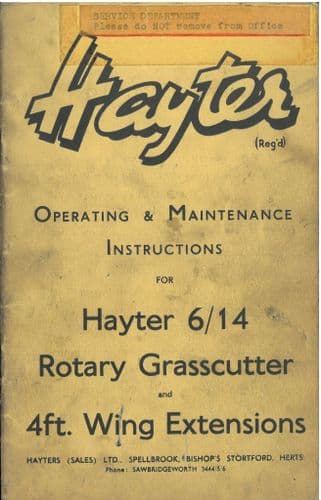 SERVICE DEPARTMENT
Please do NOT remove from Office
Hayter
(Reg'd)
OPERATING & MAINTENANCE
INSTRUCTIONS
FOR
Hayter 6/14
Rotary Grasscutter
and
4ft. Wing Extensions
HAYTERS (SALES) LTD., SPELLBROOK, BISHOP'S STORTFORD, HERTS
Phone: SAWBRIDGEWORTH 3444/5/6